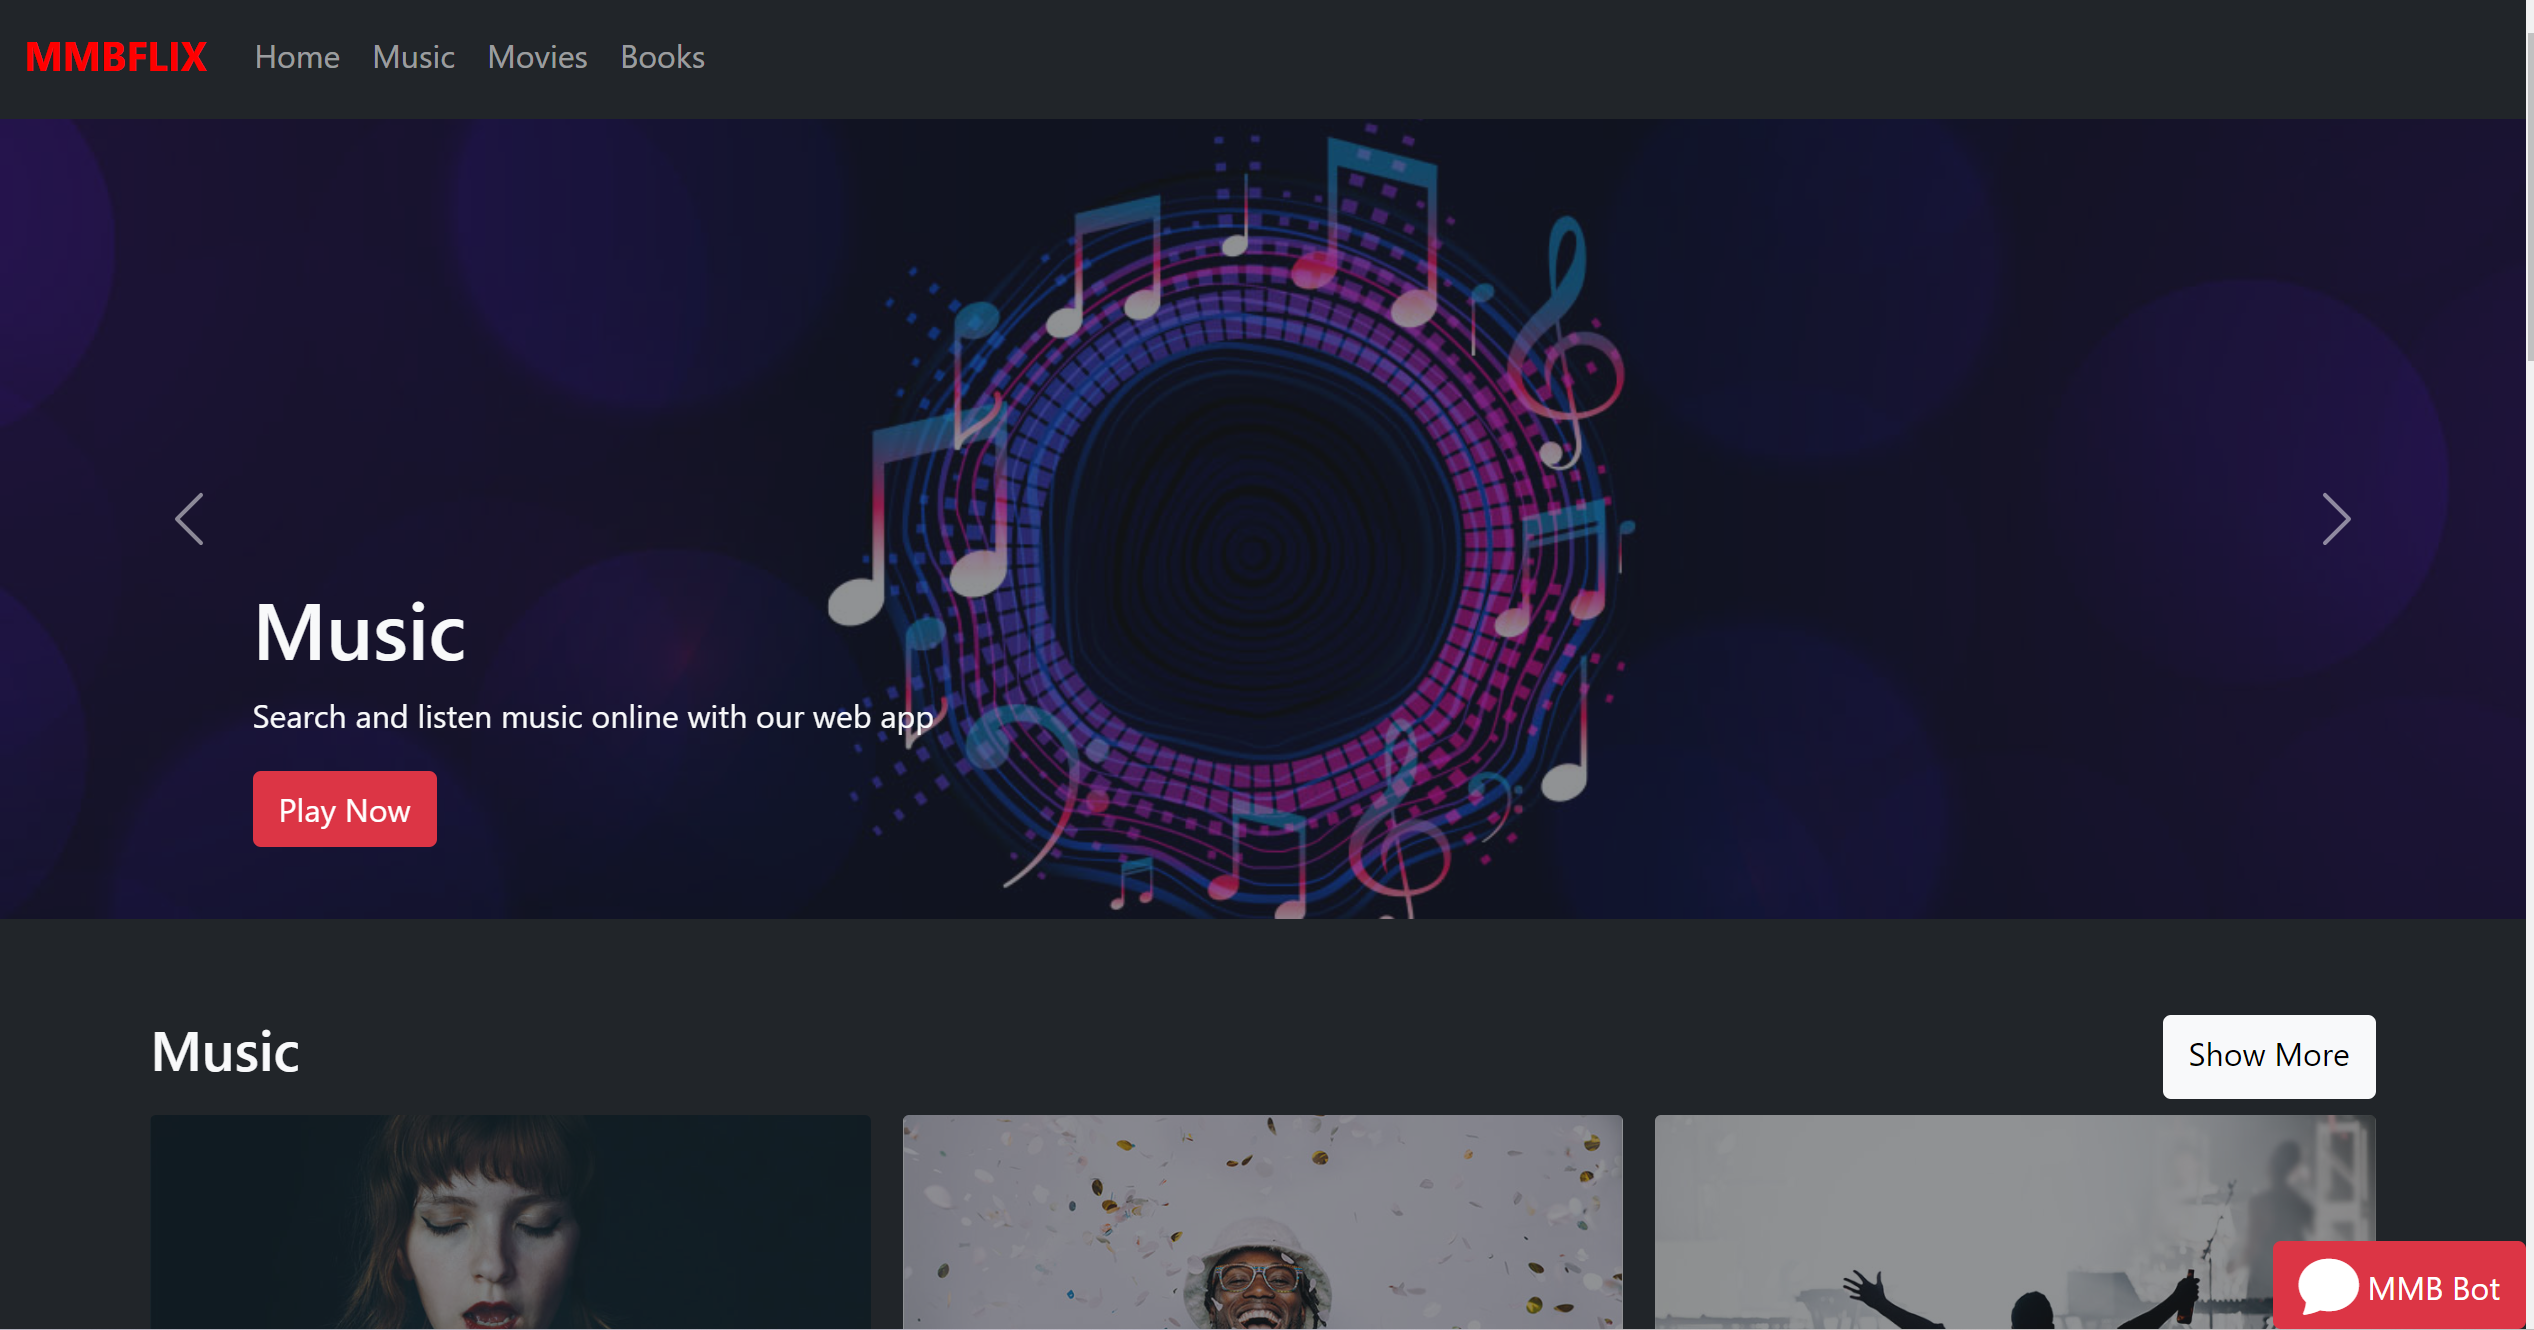 MMBFLIX Home Music Movies Books
Music
Search and listen music online with our web app
Play Now
Music Show More
MMB Bot